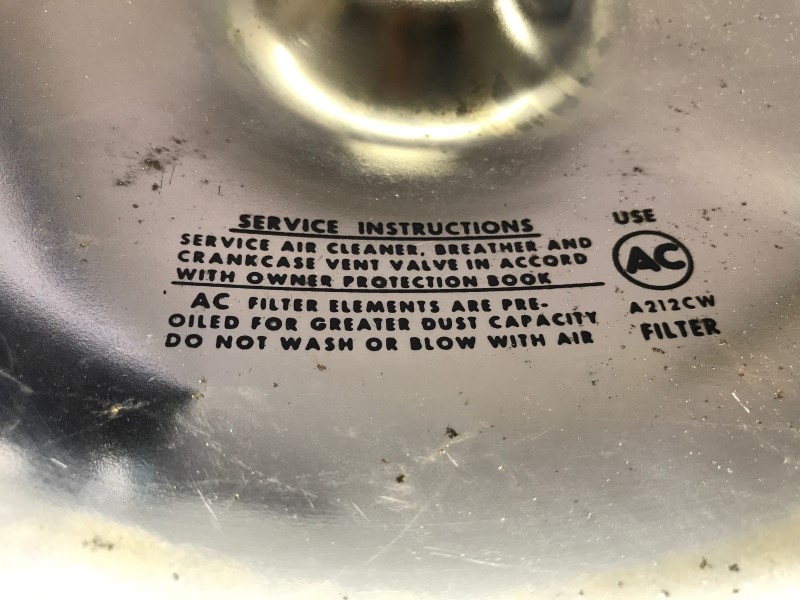 SERVICE INSTRUCTIONS
SERVICE AIR CLEANER, BREATHER AND
CRANKCASE VENT VALVE IN ACCORD
WITH OWNER PROTECTION BOOK
AC FILTER ELEMENTS ARE PRE-
OILED FOR GREATER DUST CAPACITY
DO NOT WASH OR BLOW WITH AIR
USE
AC
A212CW
FILTER